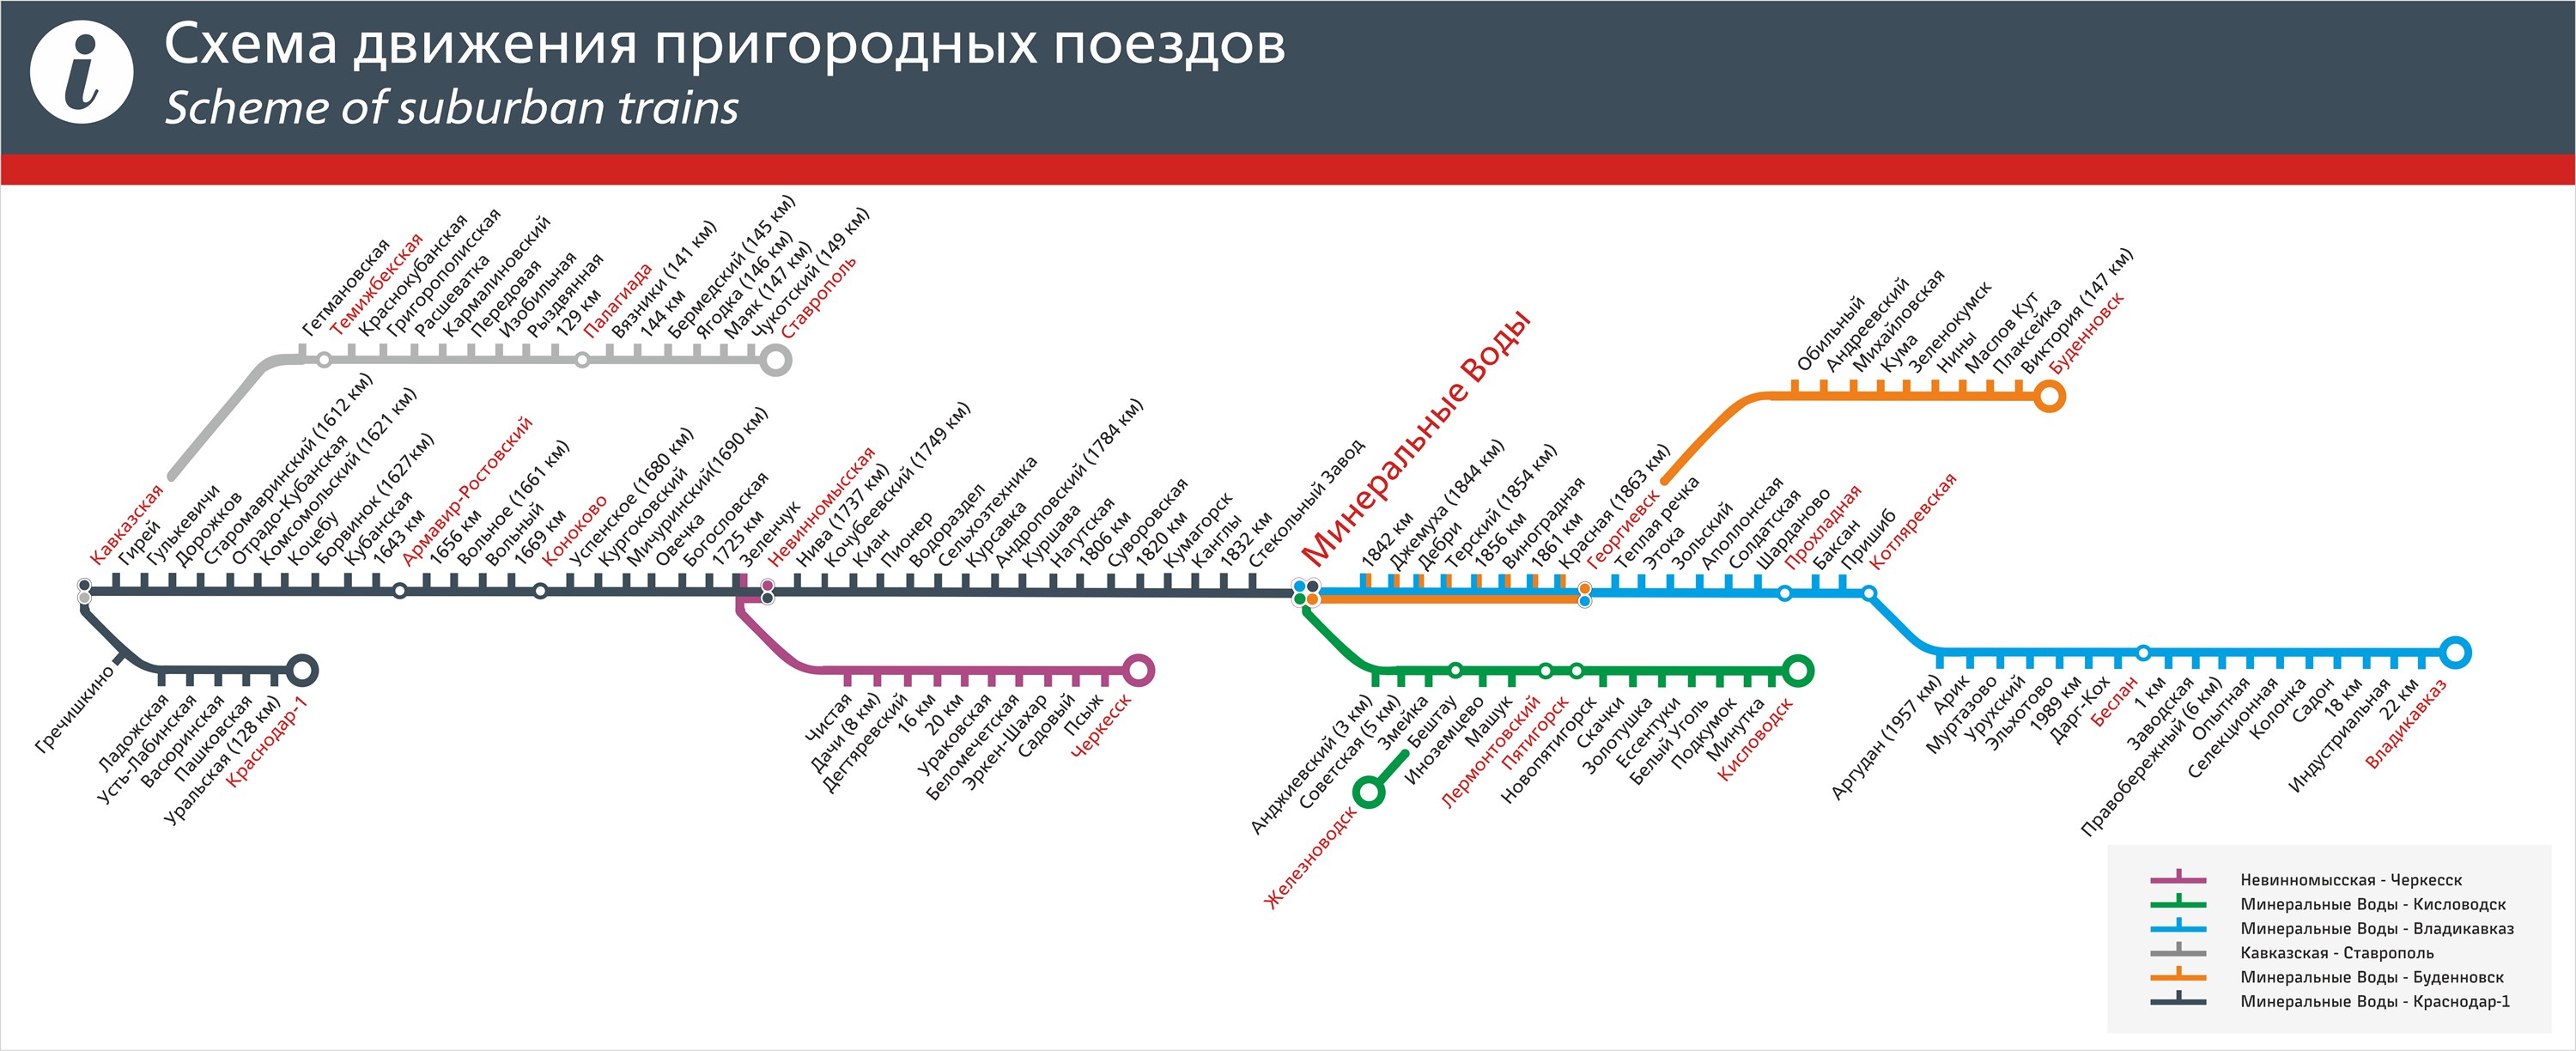 i
Схема движения пригородных поездов
Scheme of suburban trains
Гетмановская
Темижбекская
Краснокубанская
Григорополисская
Расшеватка
Кармалиновский
Передовая
Изобильная
Рыздвянная
129 км
Палагиада
Вязники (141 км)
144 км
Бермедский (145 км)
Ягодка (146 км)
Маяк (147 км)
Чукотский (149 км)
Ставрополь
Обильный
Андреевский
Михайловская
Кума
Зеленокумск
Нины
Маслов Кут
Плаксейка
Виктория (147 км)
Буденновск
Кавказская
Гирей
Гулькевичи
Дорожков
Старомавринский (1612 км)
Отрадо-Кубанская
Комсомольский (1621 км)
Коцебу
Борвинок (1627км)
Кубанская
1643 км
Армавир-Ростовский
1656 км
Вольное (1661 км)
Вольный
1669 км
Коноково
Успенское (1680 км)
Кургоковский
Мичуринский(1690 км)
Овечка
Богословская
1725 км
Зеленчук
Невинномысская
Нива (1737 км)
Кочубеевский (1749 км)
Киан
Пионер
Водораздел
Сельхозтехника
Курсавка
Андроповский (1784 км)
Куршава
Нагутская
1806 км
Суворовская
1820 км
Кумагорск
Канглы
1832 км
Стекольный Завод
Минеральные Воды
1842 км
Джемуха (1844 км)
Дебри
Терский (1854 км)
1856 км
Виноградная
1861 км
Красная (1863 км)
Георгиевск
Теплая речка
Этока
Зольский
Аполлонская
Солдатская
Шарданово
Прохладная
Баксан
Пришиб
Котляревская
Гречишкино
Ладожская
Усть-Лабинская
Васюринская
Пашковская
Уральская (128 км)
Краснодар-1
Чистая
Дачи (8 км)
Дегтяревский
16 км
20 км
Ураковская
Беломечетская
Эркен-Шахар
Садовый
Псыж
Черкесск
Анджиевский (3 км)
Советская (5 км)
Змейка
Бештау
Железноводск
Иноземцево
Машук
Лермонтовский
Пятигорск
Новопятигорск
Скачки
Золотушка
Ессентуки
Белый Уголь
Подкумок
Минутка
Кисловодск
Аргудан (1957 км)
Арик
Муртазово
Урухский
Эльхотово
1989 км
Дарг-Кох
Беслан
1 км
Заводская
Правобережный (6 км)
Опытная
Селекционная
Колонка
Садон
18 км
Индустриальная
22 км
Владикавказ
Невинномысская - Черкесск
Минеральные Воды - Кисловодск
Минеральные Воды - Владикавказ
Кавказская - Ставрополь
Минеральные Воды - Буденновск
Минеральные Воды - Краснодар-1